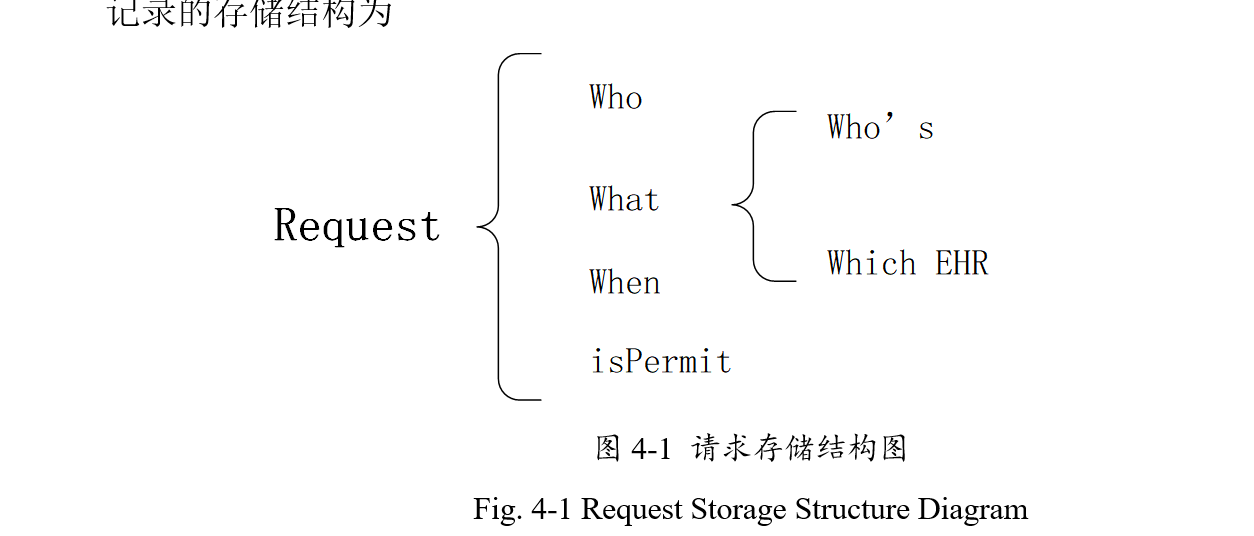 记录的存储结构为
Who
Who’s
What
Request
Which EHR
When
isPermit
图 4-1 请求存储结构图
Fig. 4-1 Request Storage Structure Diagram